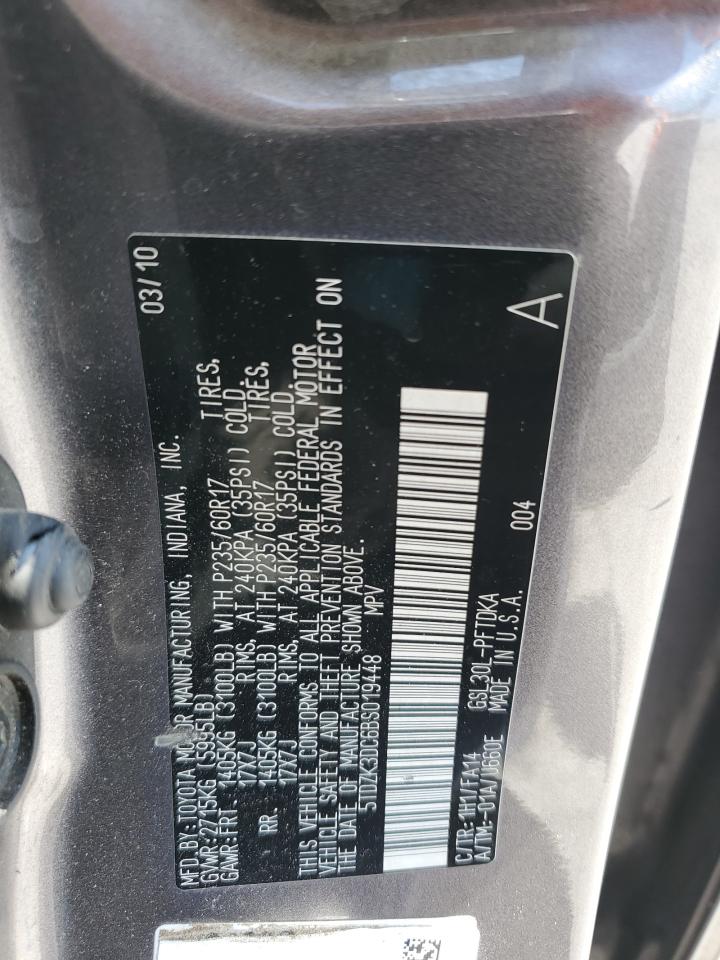 MFD. BY: TOYOTA MOTOR MANUFACTURING, INDIANA, INC. 03/10
GVWR: 2715KG (5995LB)
GAWR: FRT. 1405KG (3100LB) WITH P235/60R17 TIRES,
17X7J RIMS, AT 240KPA (35PSI) COLD.
RR. 1405KG (3100LB) WITH P235/60R17 TIRES,
17X7J RIMS, AT 240KPA (35PSI) COLD.
THIS VEHICLE CONFORMS TO ALL APPLICABLE FEDERAL MOTOR
VEHICLE SAFETY AND THEFT PREVENTION STANDARDS IN EFFECT ON
THE DATE OF MANUFACTURE SHOWN ABOVE.
5TDZK3DC6BS019448 MPV
C/TR: 1H1/FA14 GSL30L-PFTDKA 004
A/TM: -01A/U660E MADE IN U.S.A.
A